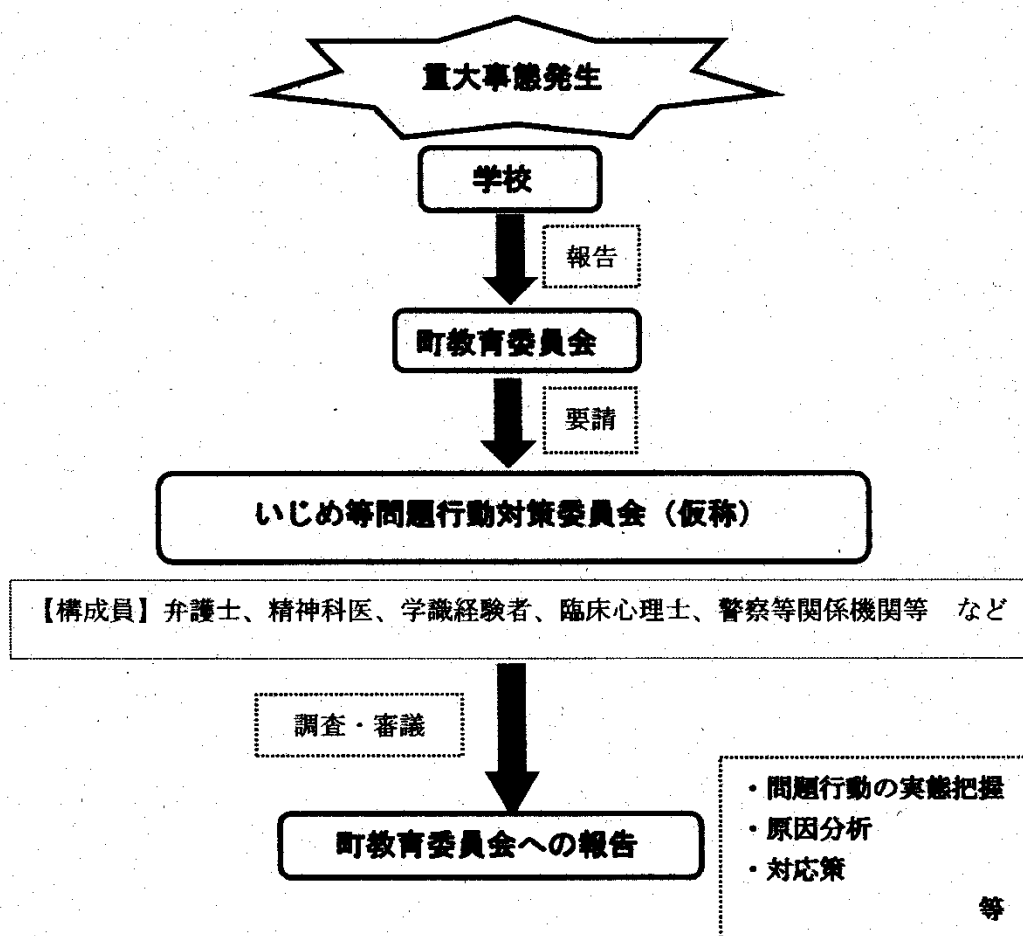 重大事態発生
学校
報告
町教育委員会
要請
いじめ等問題行動対策委員会（仮称）
【構成員】弁護士、精神科医、学識経験者、臨床心理士、警察等関係機関等　など
調査・審議
町教育委員会への報告
・問題行動の実態把握
・原因分析
・対応策
等